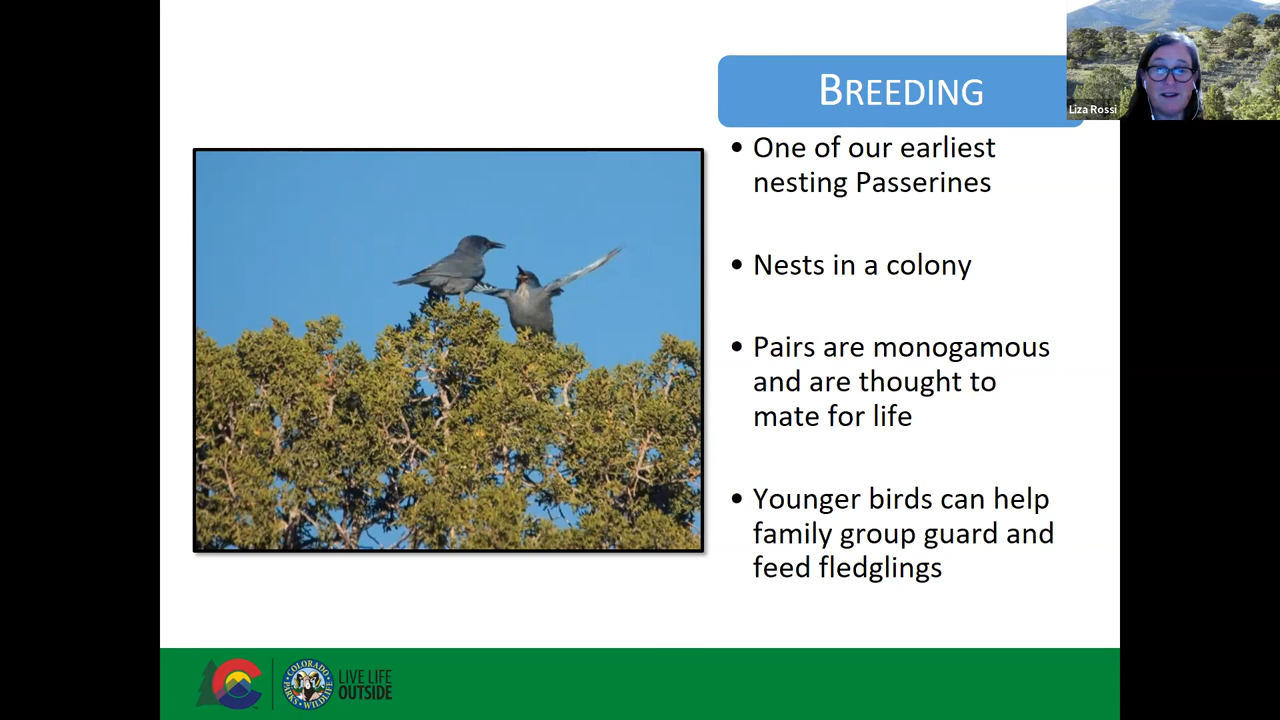 BREEDING
Liza Rossi
• One of our earliest
nesting Passerines
• Nests in a colony
• Pairs are monogamous
and are thought to
mate for life
• Younger birds can help
family group guard and
feed fledglings
COLORADO
PARKS • WILDLIFE
LIVE LIFE
OUTSIDE